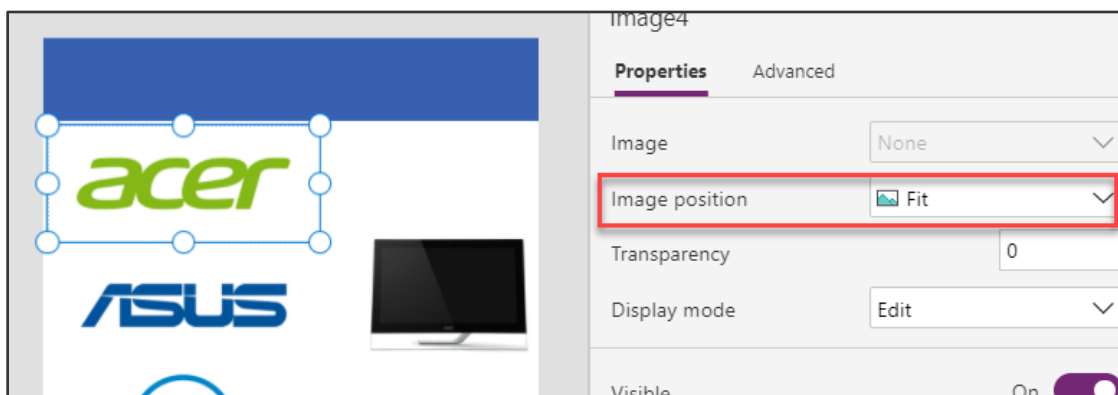 Image4
Properties Advanced
acer
Image None
Image position Fit
Transparency 0
ASUS
Display mode Edit
Visible On